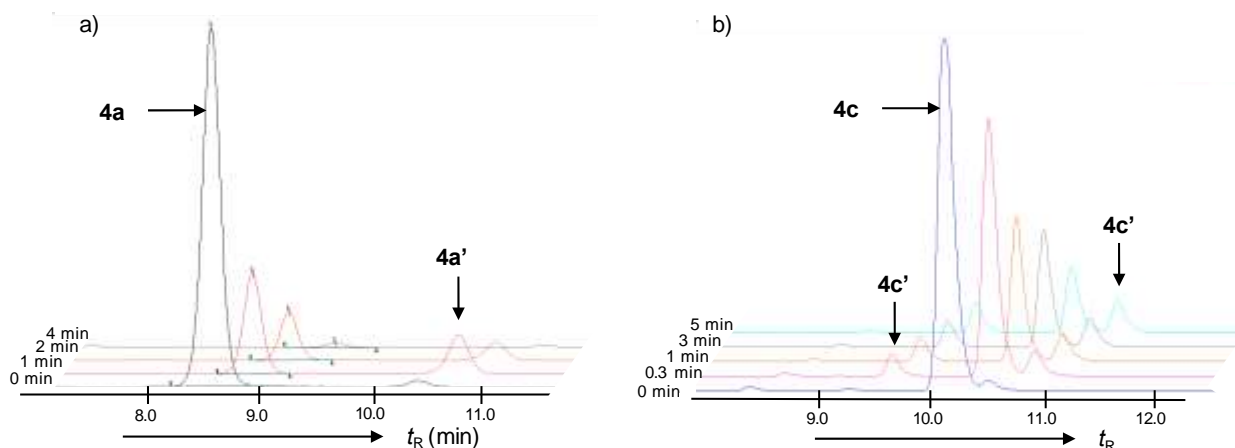 a)
4a
4a’
4 min
2 min
1 min
0 min
8.0 9.0 10.0 11.0
tR (min)
b)
4c
4c’
4c’
5 min
3 min
1 min
0.3 min
0 min
9.0 10.0 11.0 12.0
tR